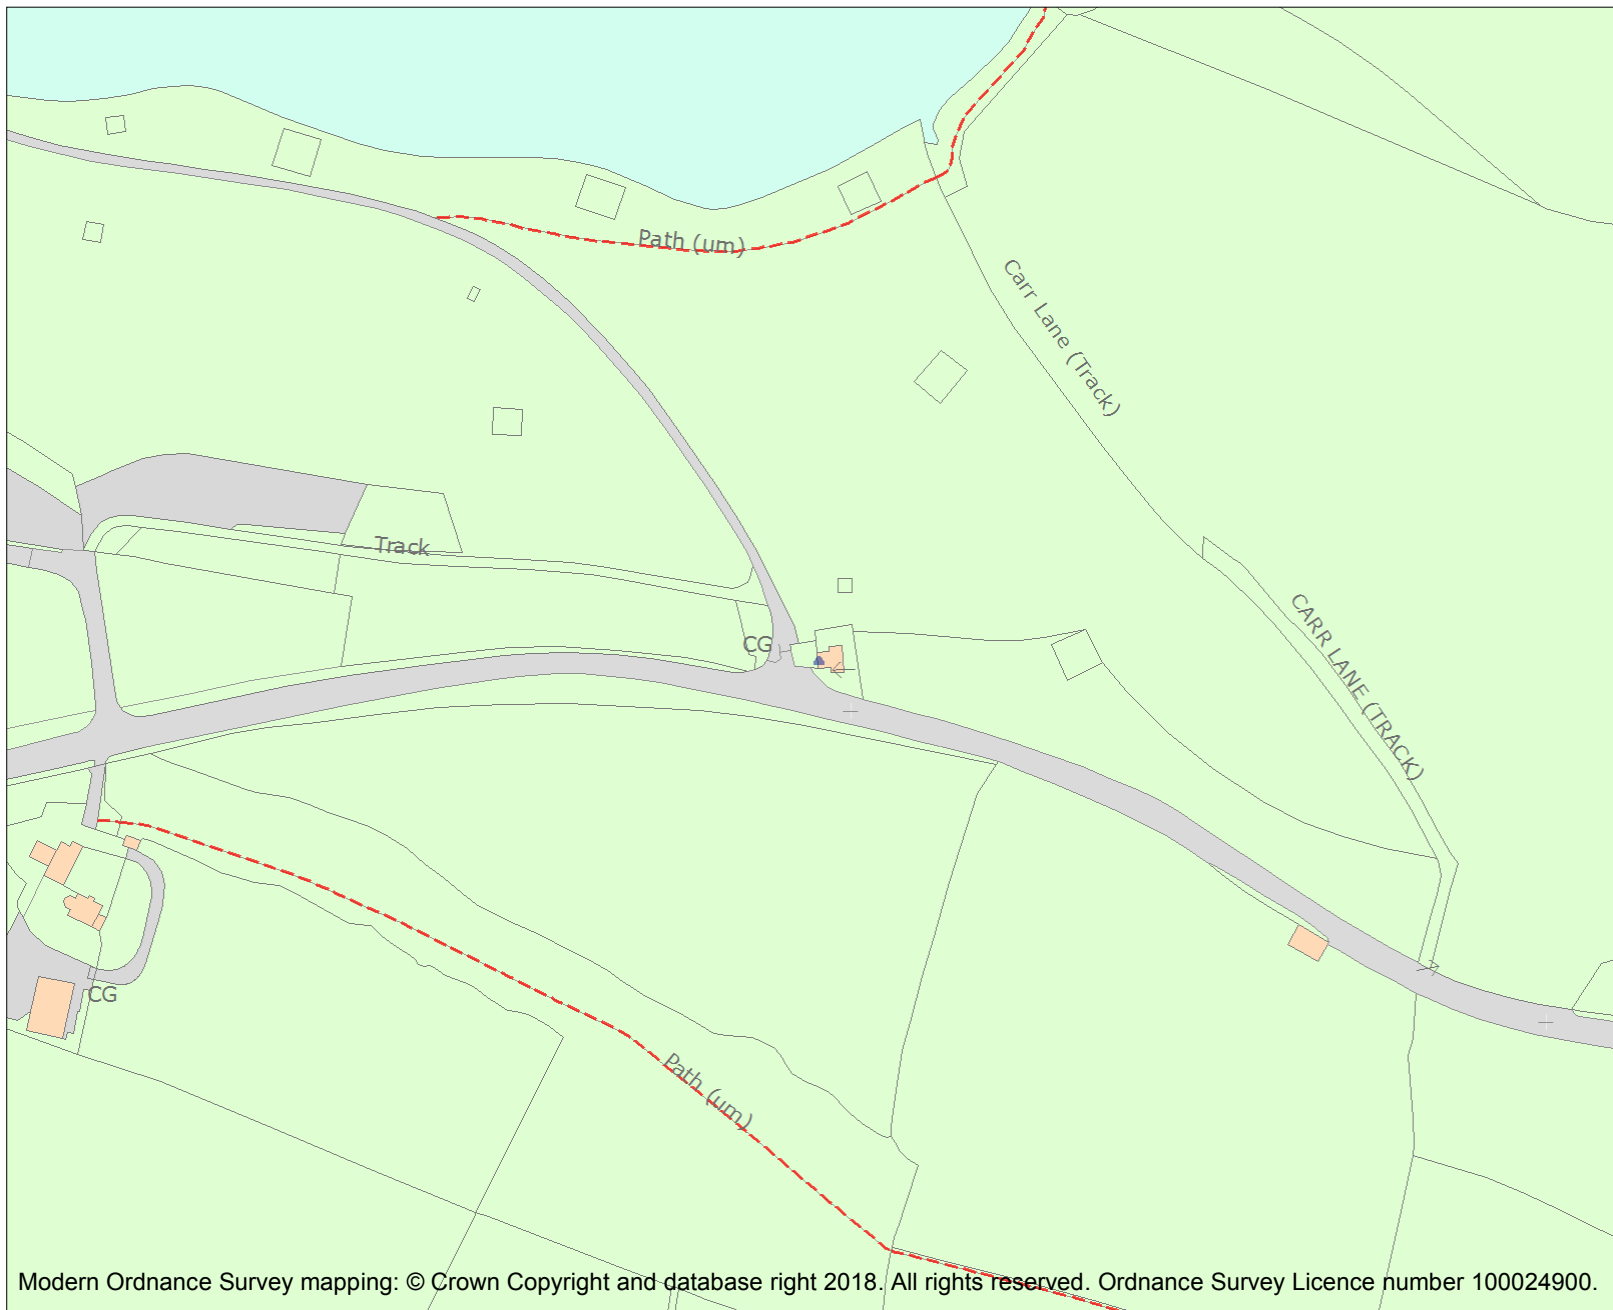 Path (um)
Carr Lane (Track)
Track
CARR LANE (TRACK)
CG
CG
Path (um)
Modern Ordnance Survey mapping: © Crown Copyright and database right 2018. All rights reserved. Ordnance Survey Licence number 100024900.